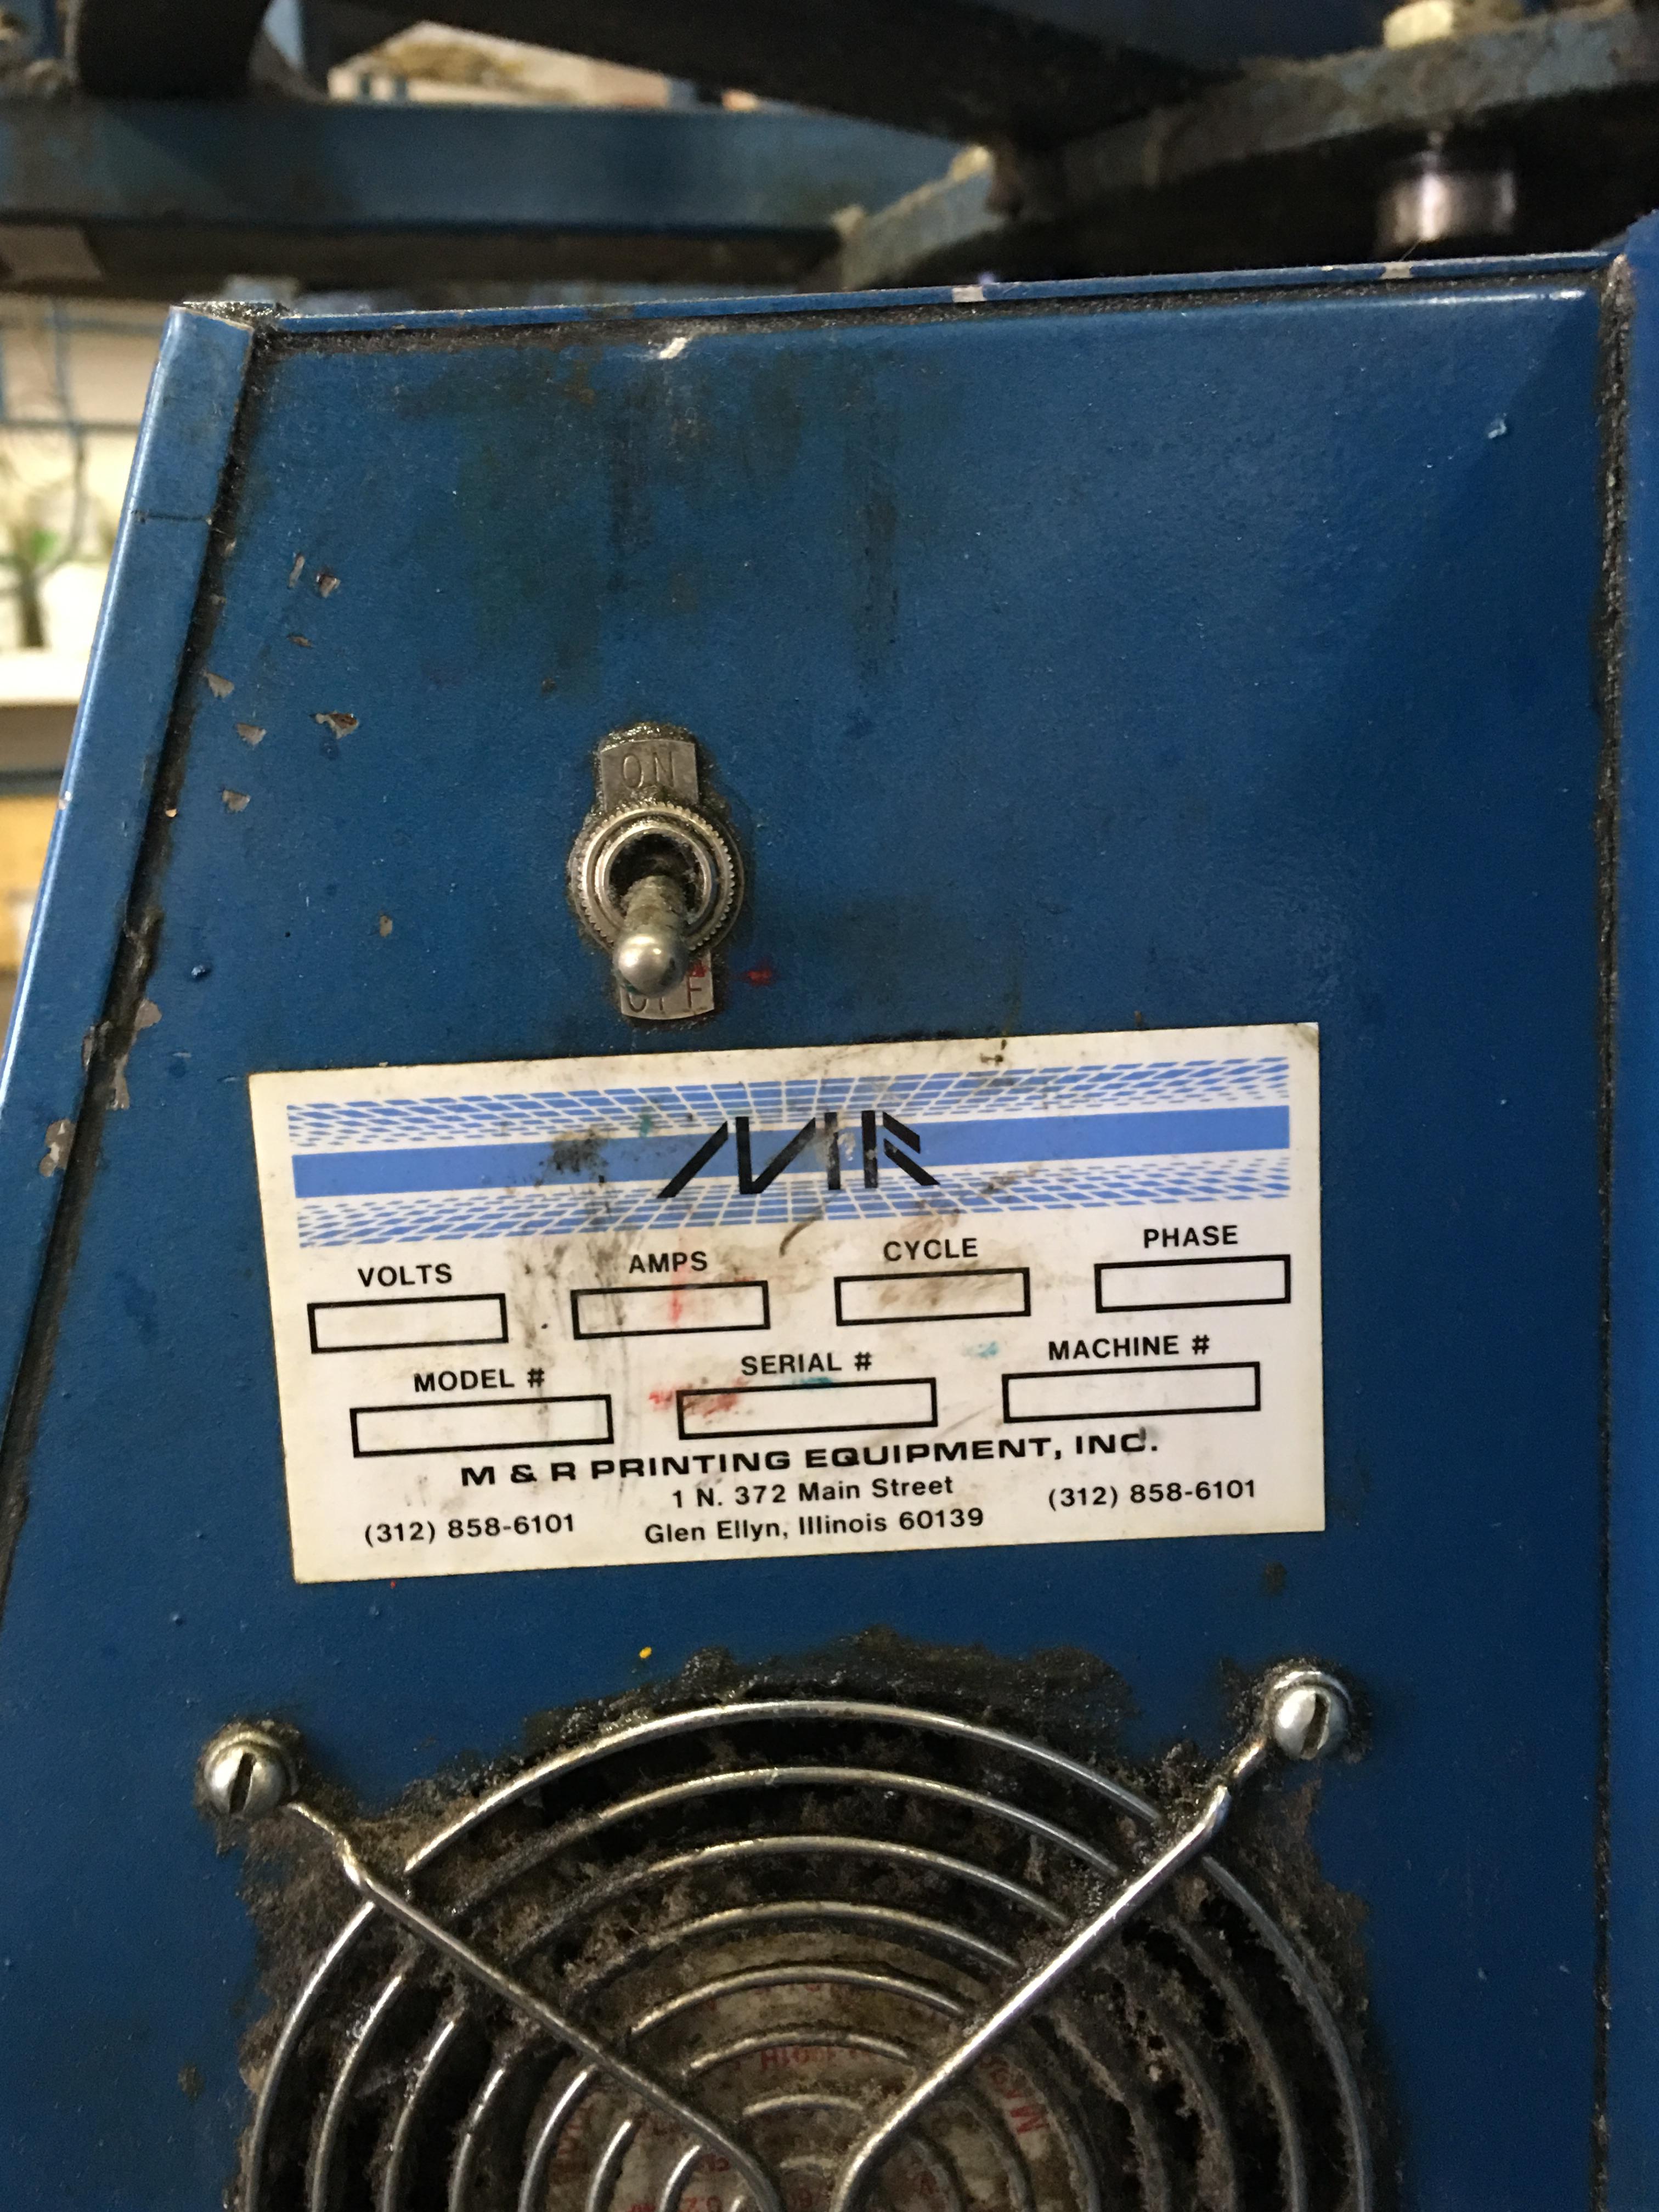 ON
OFF
MR
VOLTS AMPS CYCLE PHASE
MODEL # SERIAL # MACHINE #
M & R PRINTING EQUIPMENT, INC.
1 N. 372 Main Street
(312) 858-6101 Glen Ellyn, Illinois 60139 (312) 858-6101